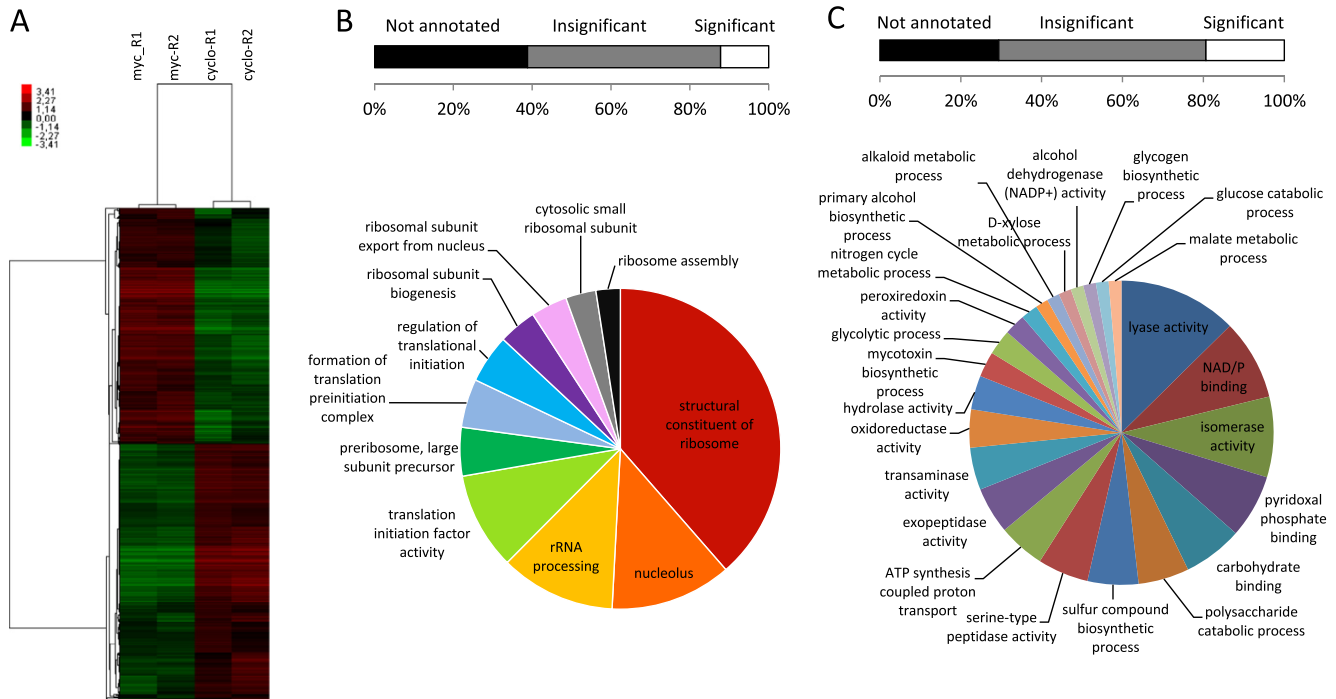 A
myc_R1
myc-R2
cyclo-R1
cyclo-R2
3,41
2,27
1,14
0,00
-1,14
-2,27
-3,41
B
Not annotated
Insignificant
Significant
0%
20%
40%
60%
80%
100%
cytosolic small
ribosomal subunit
ribosomal subunit
export from nucleus
ribosome assembly
ribosomal subunit
biogenesis
regulation of
translational
initiation
formation of
translation
preinitiation
complex
structural
constituent of
ribosome
preribosome, large
subunit precursor
translation
initiation factor
activity
rRNA
processing
nucleolus
C
Not annotated
Insignificant
Significant
0%
20%
40%
60%
80%
100%
alkaloid metabolic
process
alcohol
dehydrogenase
(NADP+) activity
glycogen
biosynthetic
process
glucose catabolic
process
primary alcohol
biosynthetic
process
D-xylose
metabolic process
malate metabolic
process
nitrogen cycle
metabolic process
peroxiredoxin
activity
glycolytic process
mycotoxin
biosynthetic
process
hydrolase activity
oxidoreductase
activity
transaminase
activity
exopeptidase
activity
ATP synthesis
coupled proton
transport
serine-type
peptidase activity
sulfur compound
biosynthetic
process
polysaccharide
catabolic process
carbohydrate
binding
pyridoxal
phosphate
binding
isomerase
activity
NAD/P
binding
lyase activity